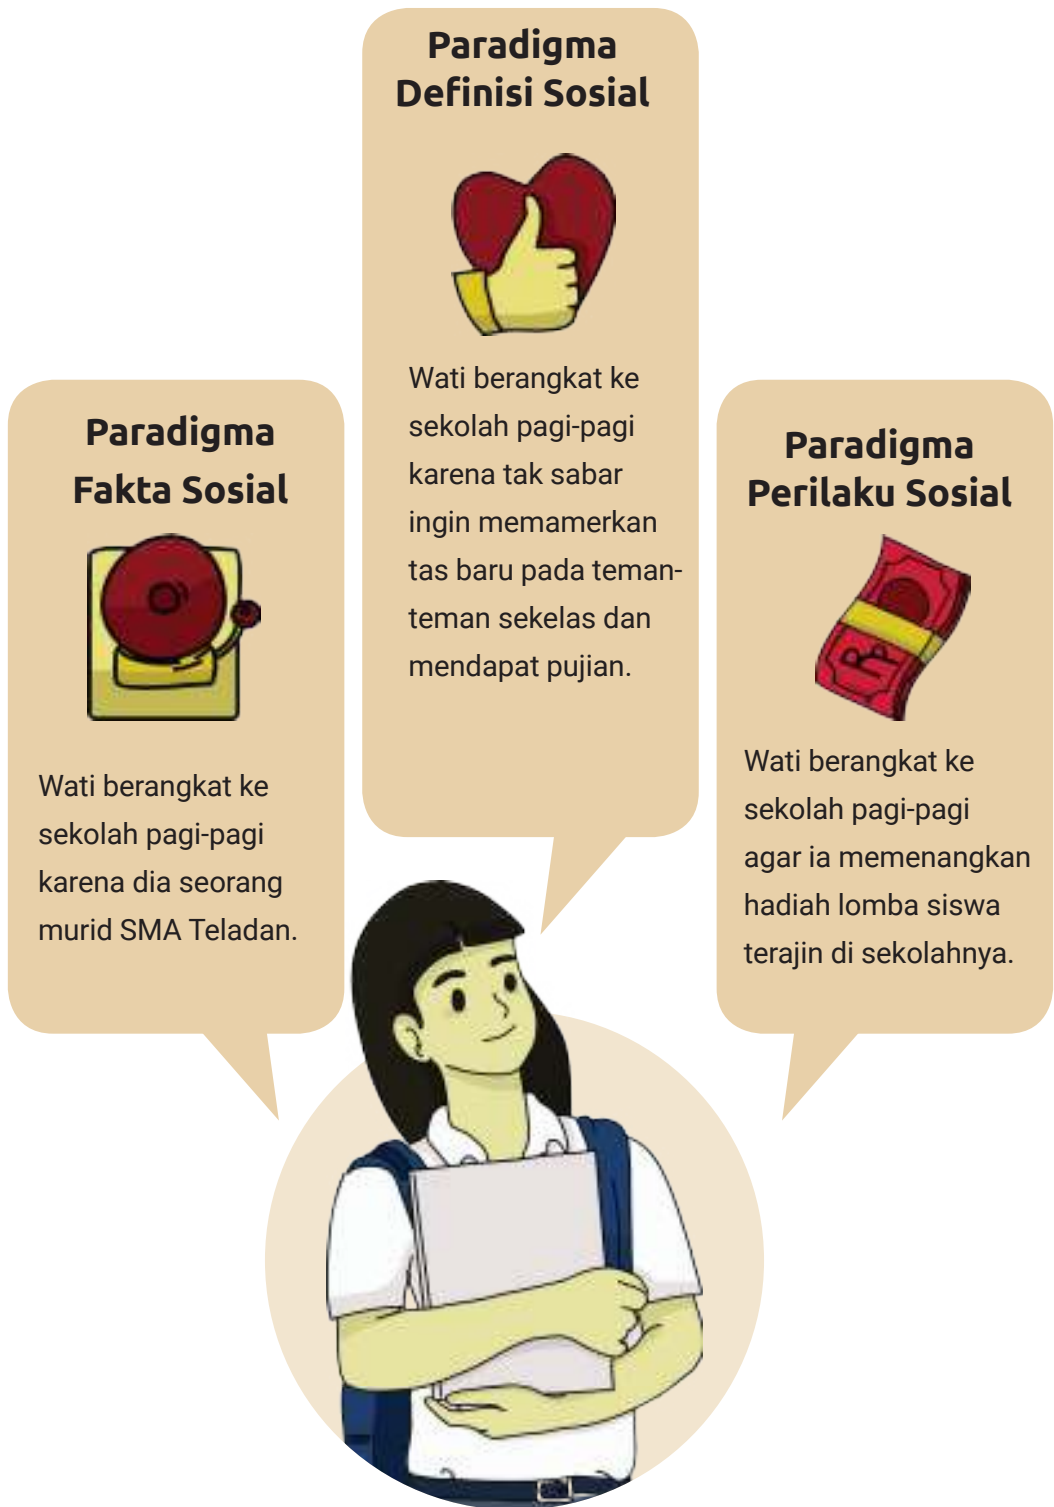 Paradigma
Definisi Sosial
Wati berangkat ke
sekolah pagi-pagi
karena tak sabar
ingin memamerkan
tas baru pada teman-
teman sekelas dan
mendapat pujian.
Paradigma
Fakta Sosial
Wati berangkat ke
sekolah pagi-pagi
karena dia seorang
murid SMA Teladan.
Paradigma
Perilaku Sosial
Rp
Wati berangkat ke
sekolah pagi-pagi
agar ia memenangkan
hadiah lomba siswa
terajin di sekolahnya.